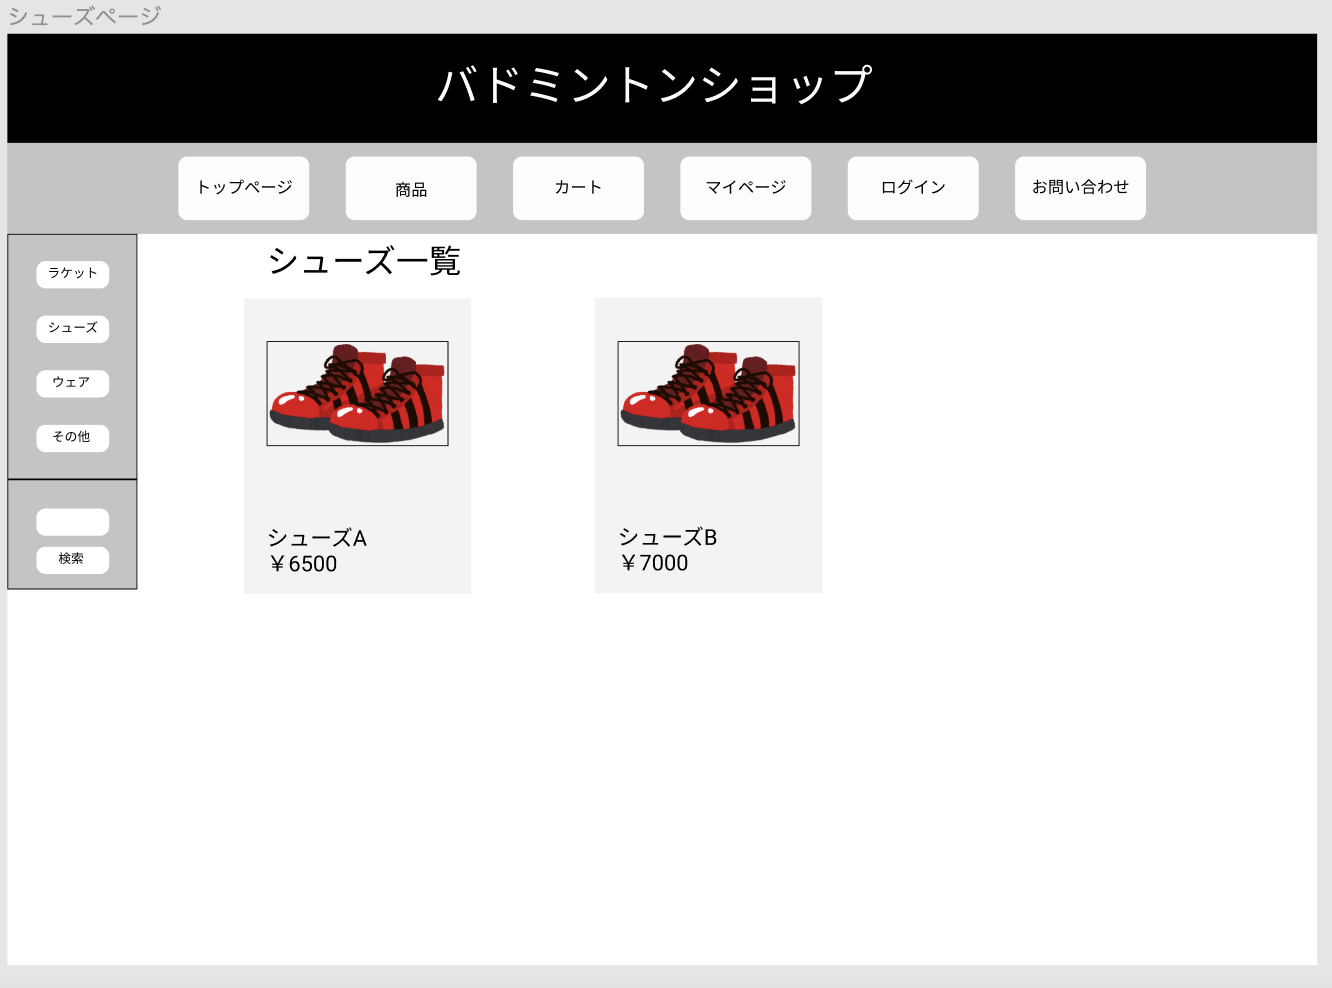 シューズページ
バドミントンショップ
トップページ
商品
カート
マイページ
ログイン
お問い合わせ
ラケット
シューズ
ウェア
その他
検索
シューズ一覧
シューズA
￥6500
シューズB
￥7000